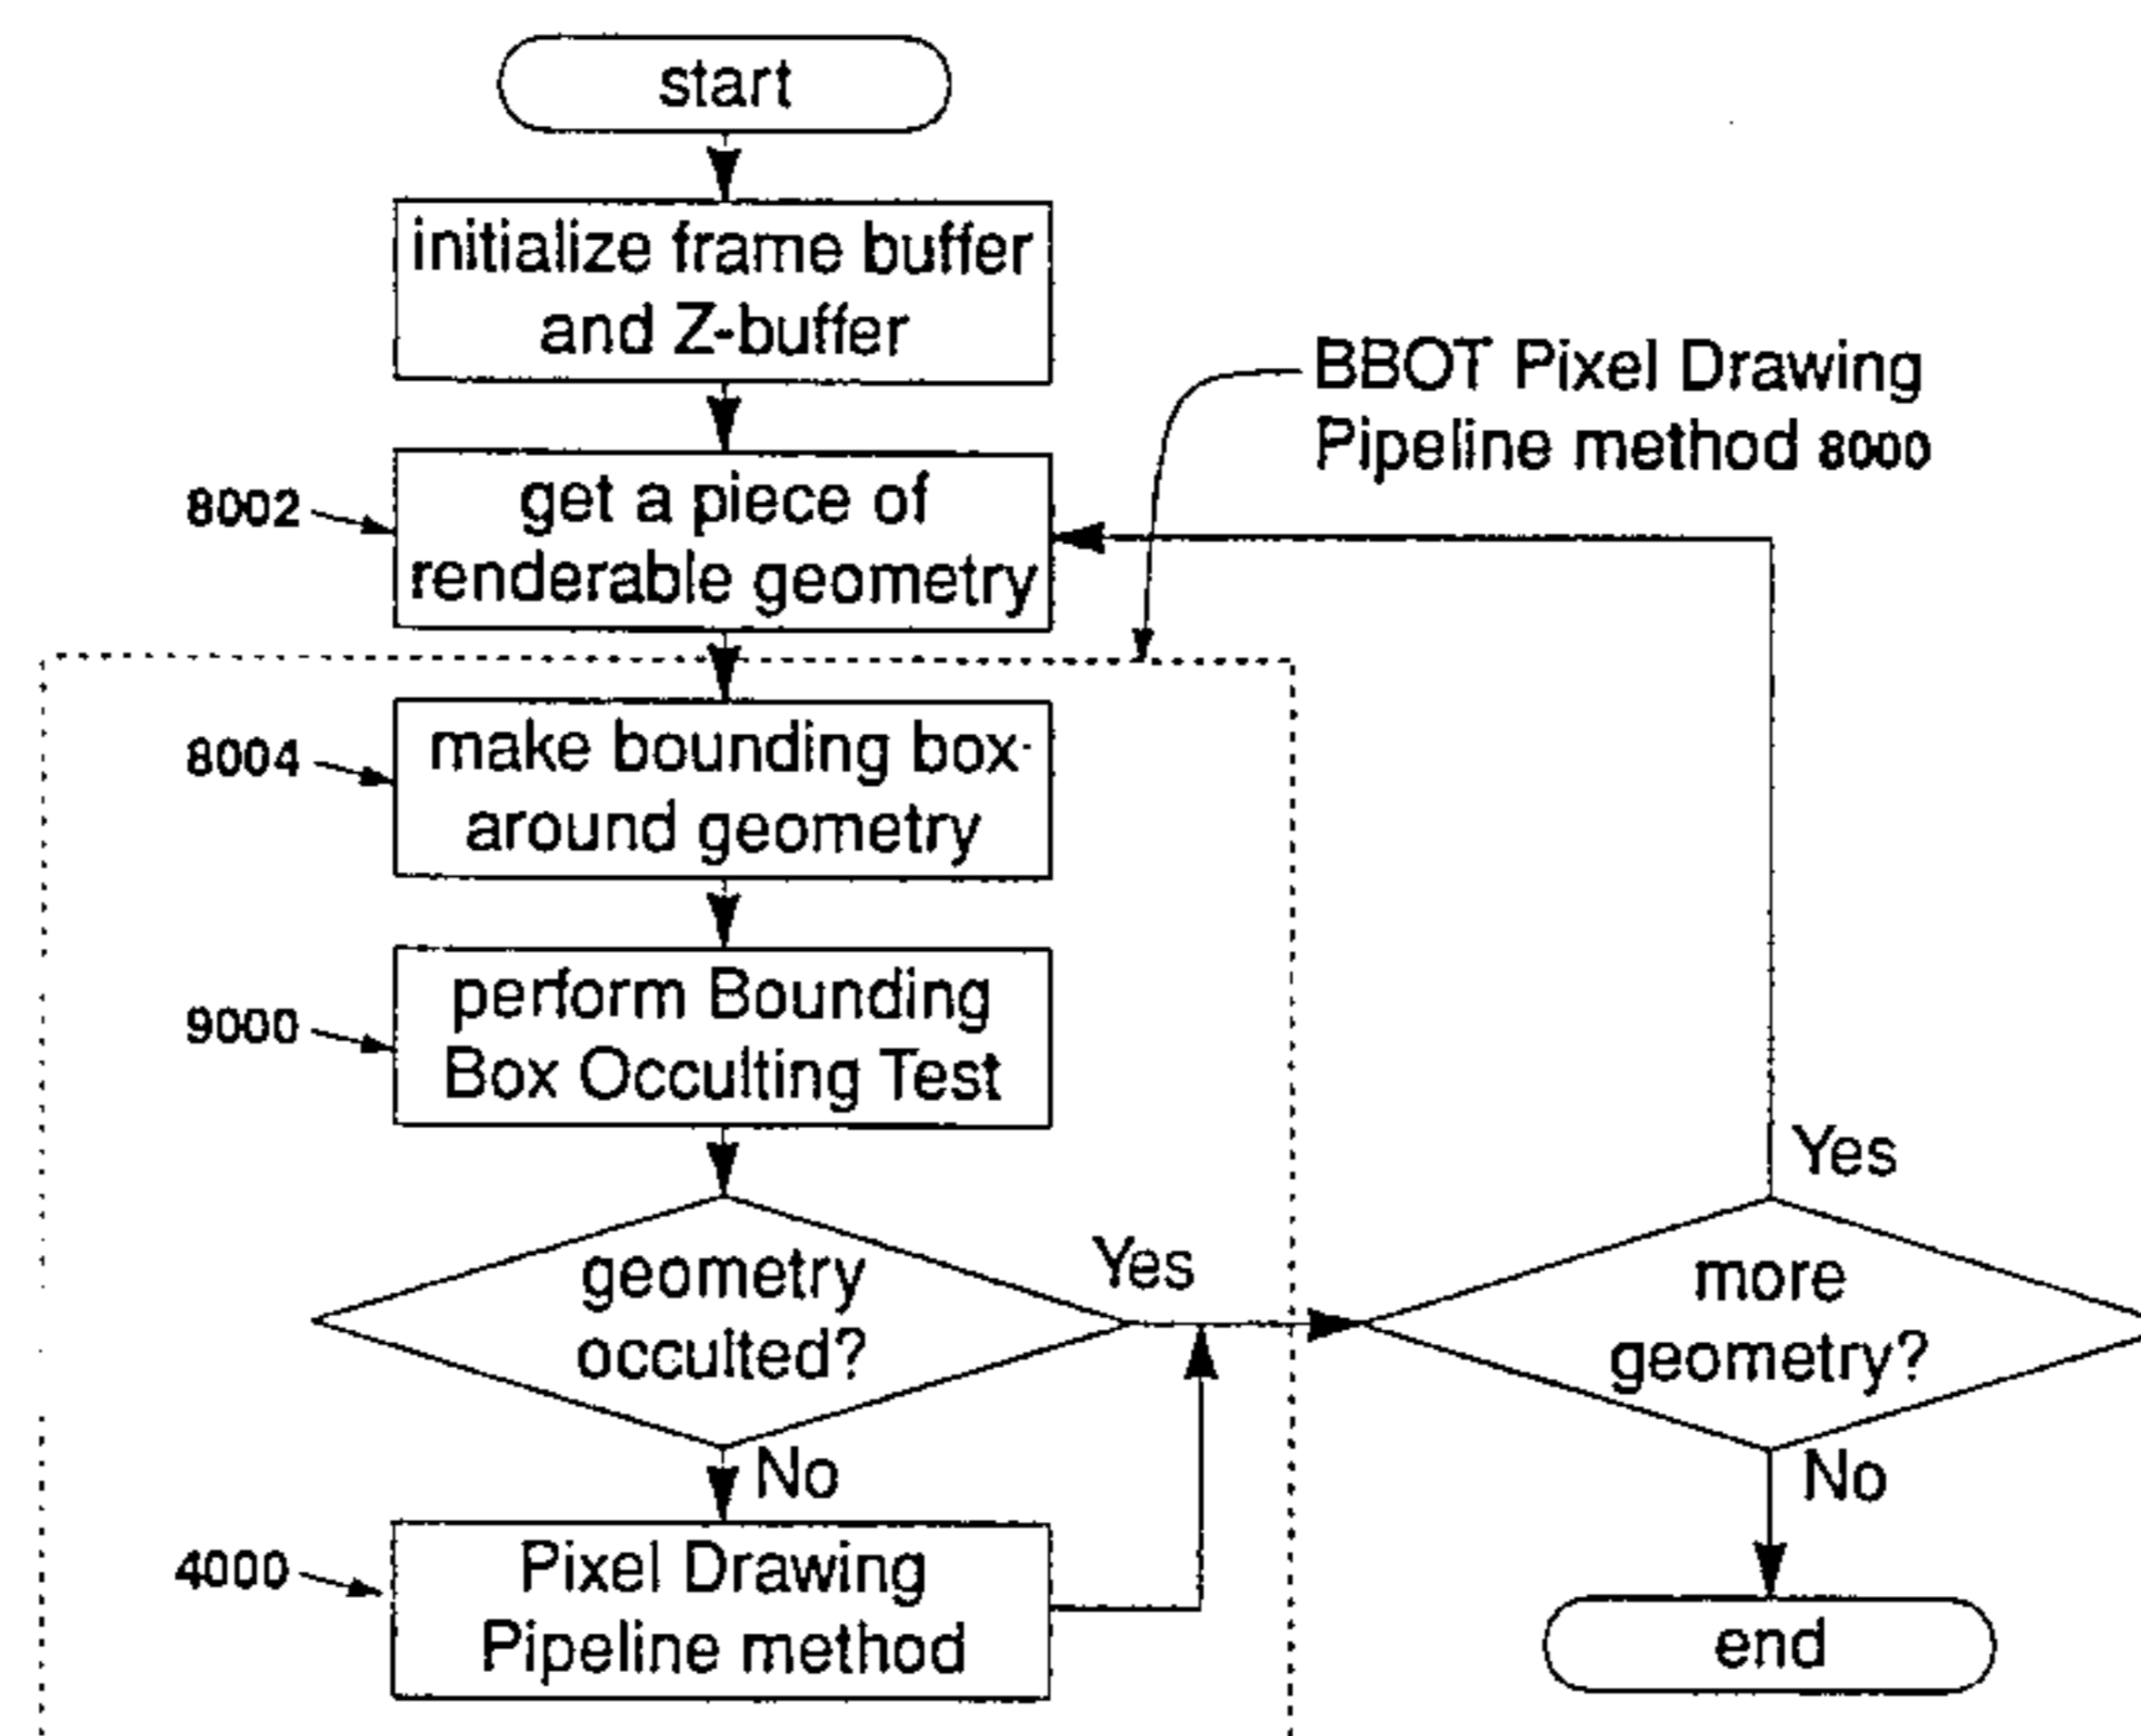 start
initialize frame buffer
and Z-buffer
BBOT Pixel Drawing
Pipeline method 8000
8002
get a piece of
renderable geometry
8004
make bounding box
around geometry
9000
perform Bounding
Box Occulting Test
geometry
occulted?
Yes
No
more
geometry?
Yes
No
4000
Pixel Drawing
Pipeline method
end